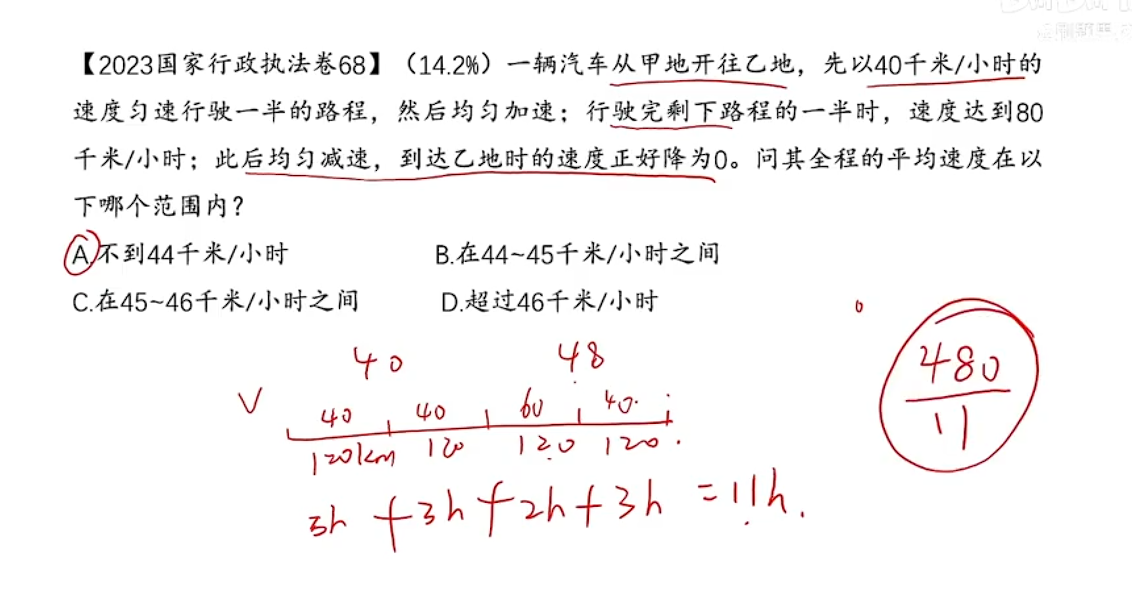 【2023国家行政执法卷68】（14.2%）一辆汽车从甲地开往乙地，先以40千米/小时的
速度匀速行驶一半的路程，然后均匀加速；行驶完剩下路程的一半时，速度达到80
千米/小时；此后均匀减速，到达乙地时的速度正好降为0。问其全程的平均速度在以
下哪个范围内？
A.不到44千米/小时 B.在44~45千米/小时之间
C.在45~46千米/小时之间 D.超过46千米/小时
40 48
480
11
V 40 40 60 40
120km 120 120 120
3h + 3h + 2h + 3h = 11h.